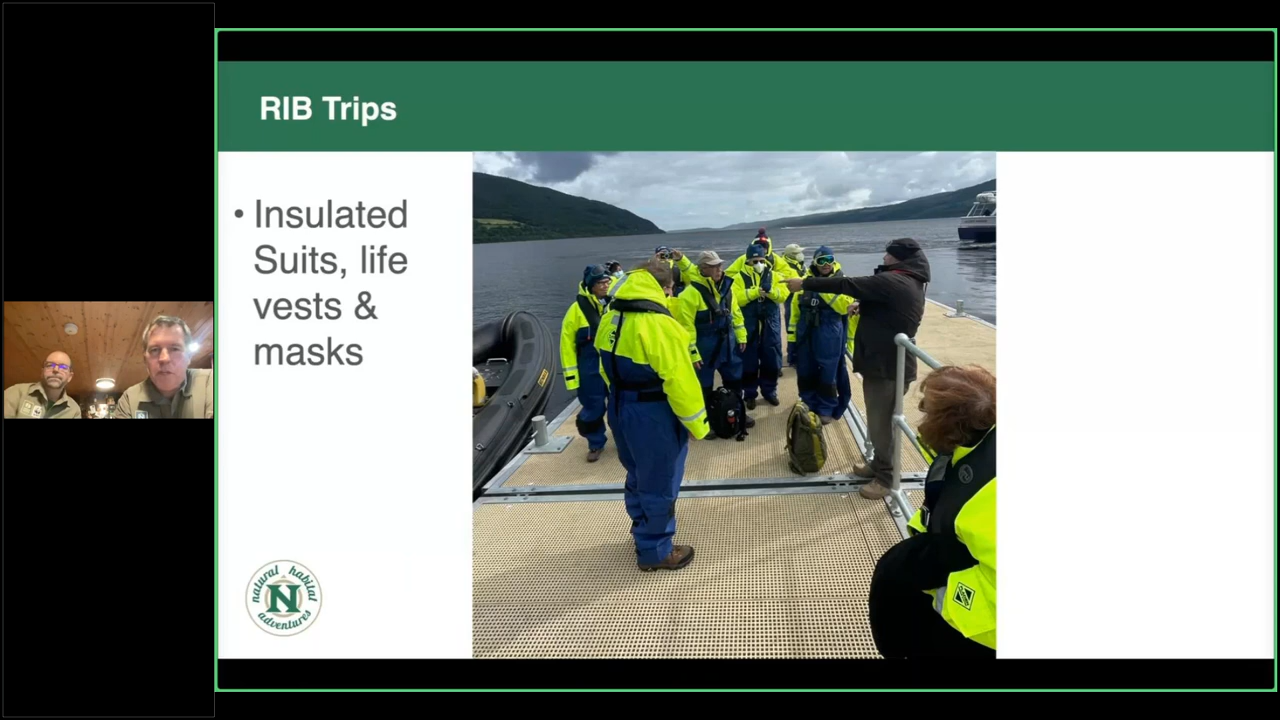 RIB Trips
• Insulated
Suits, life
vests &
masks
natural habitat
N
adventures